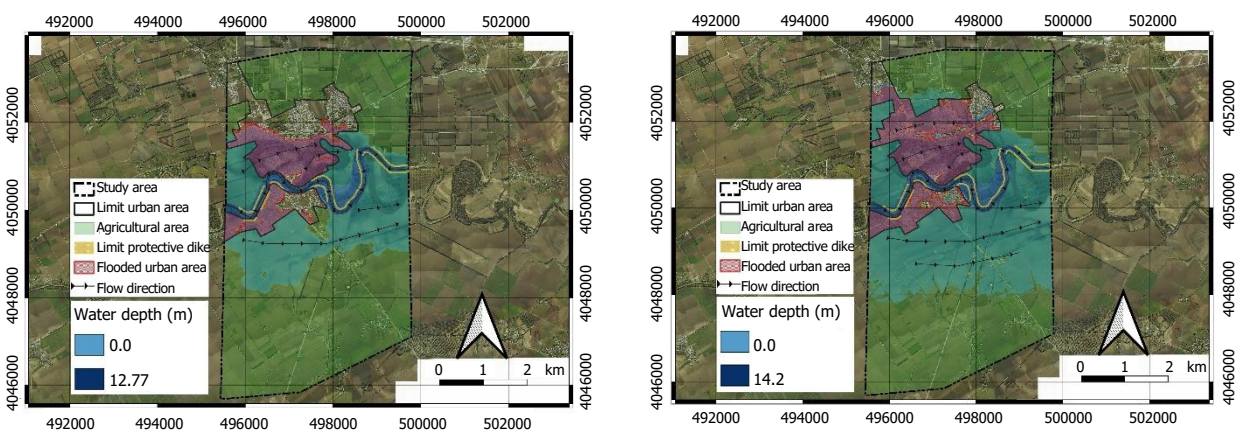 492000 494000 496000 498000 500000 502000
4052000
4050000
4048000
4046000
4052000
4050000
4048000
4046000
Study area
Limit urban area
Agricultural area
Limit protective dike
Flooded urban area
Flow direction
Water depth (m)
0.0
12.77
0 1 2 km
492000 494000 496000 498000 500000 502000
492000 494000 496000 498000 500000 502000
4052000
4050000
4048000
4046000
4052000
4050000
4048000
4046000
Study area
Limit urban area
Agricultural area
Limit protective dike
Flooded urban area
Flow direction
Water depth (m)
0.0
14.2
0 1 2 km
492000 494000 496000 498000 500000 502000